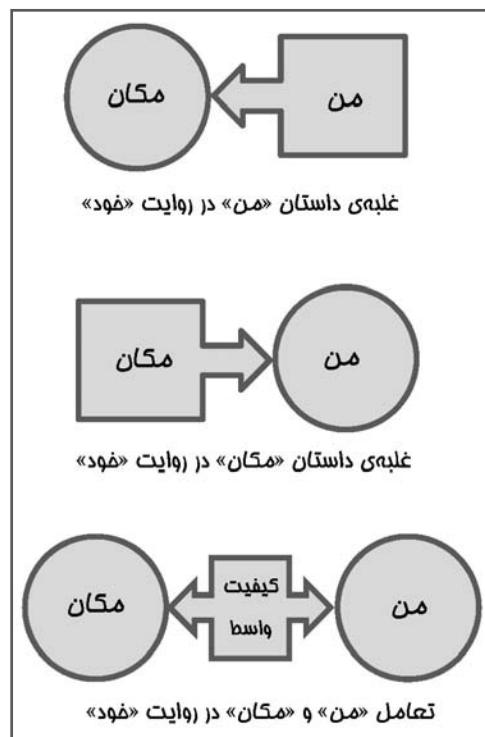 من
مکان
غلبه‌ی داستان «من» در روایت «خود»
من
مکان
غلبه‌ی داستان «مکان» در روایت «خود»
من
کیفیت
واسط
مکان
تعامل «من» و «مکان» در روایت «خود»